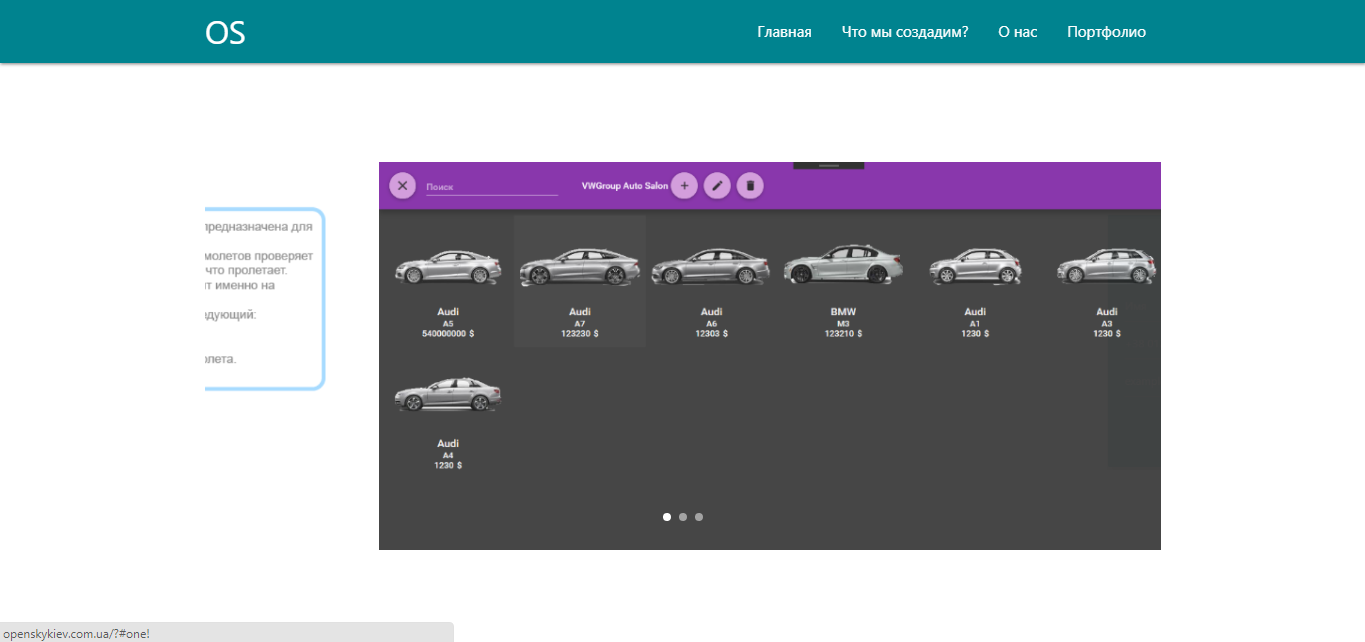 OS
Главная
Что мы создадим?
О нас
Портфолио
предназначена для
молетов проверяет
что пролетает.
т именно на
дующий:
лета.
Поиск
VWGroup Auto Salon
Audi
A5
540000000 $
Audi
A7
123230 $
Audi
A6
12303 $
BMW
M3
123210 $
Audi
A1
1230 $
Audi
A3
1230 $
Audi
A4
1230 $
openskykiev.com.ua/?#one!